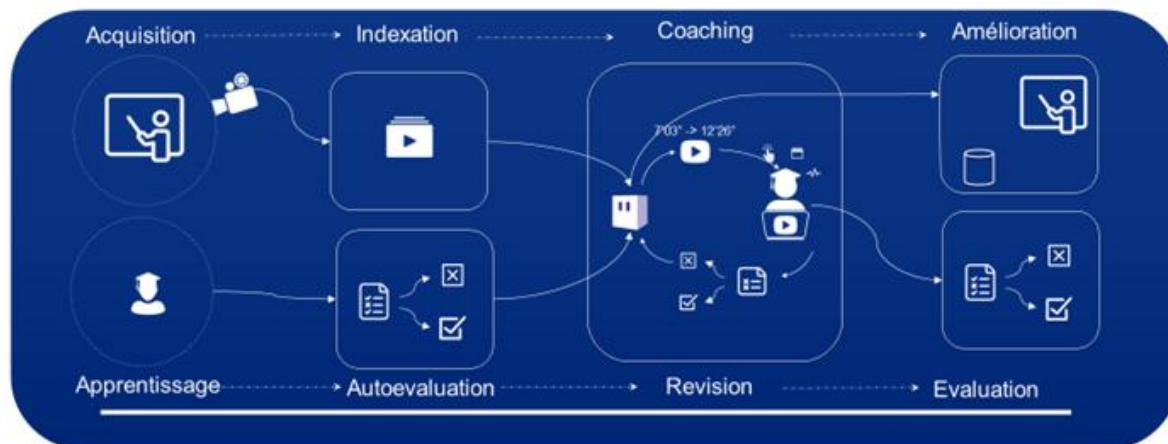 Acquisition
Indexation
Coaching
Amélioration
7'03" -> 12'26"
Apprentissage
Autoevaluation
Revision
Evaluation